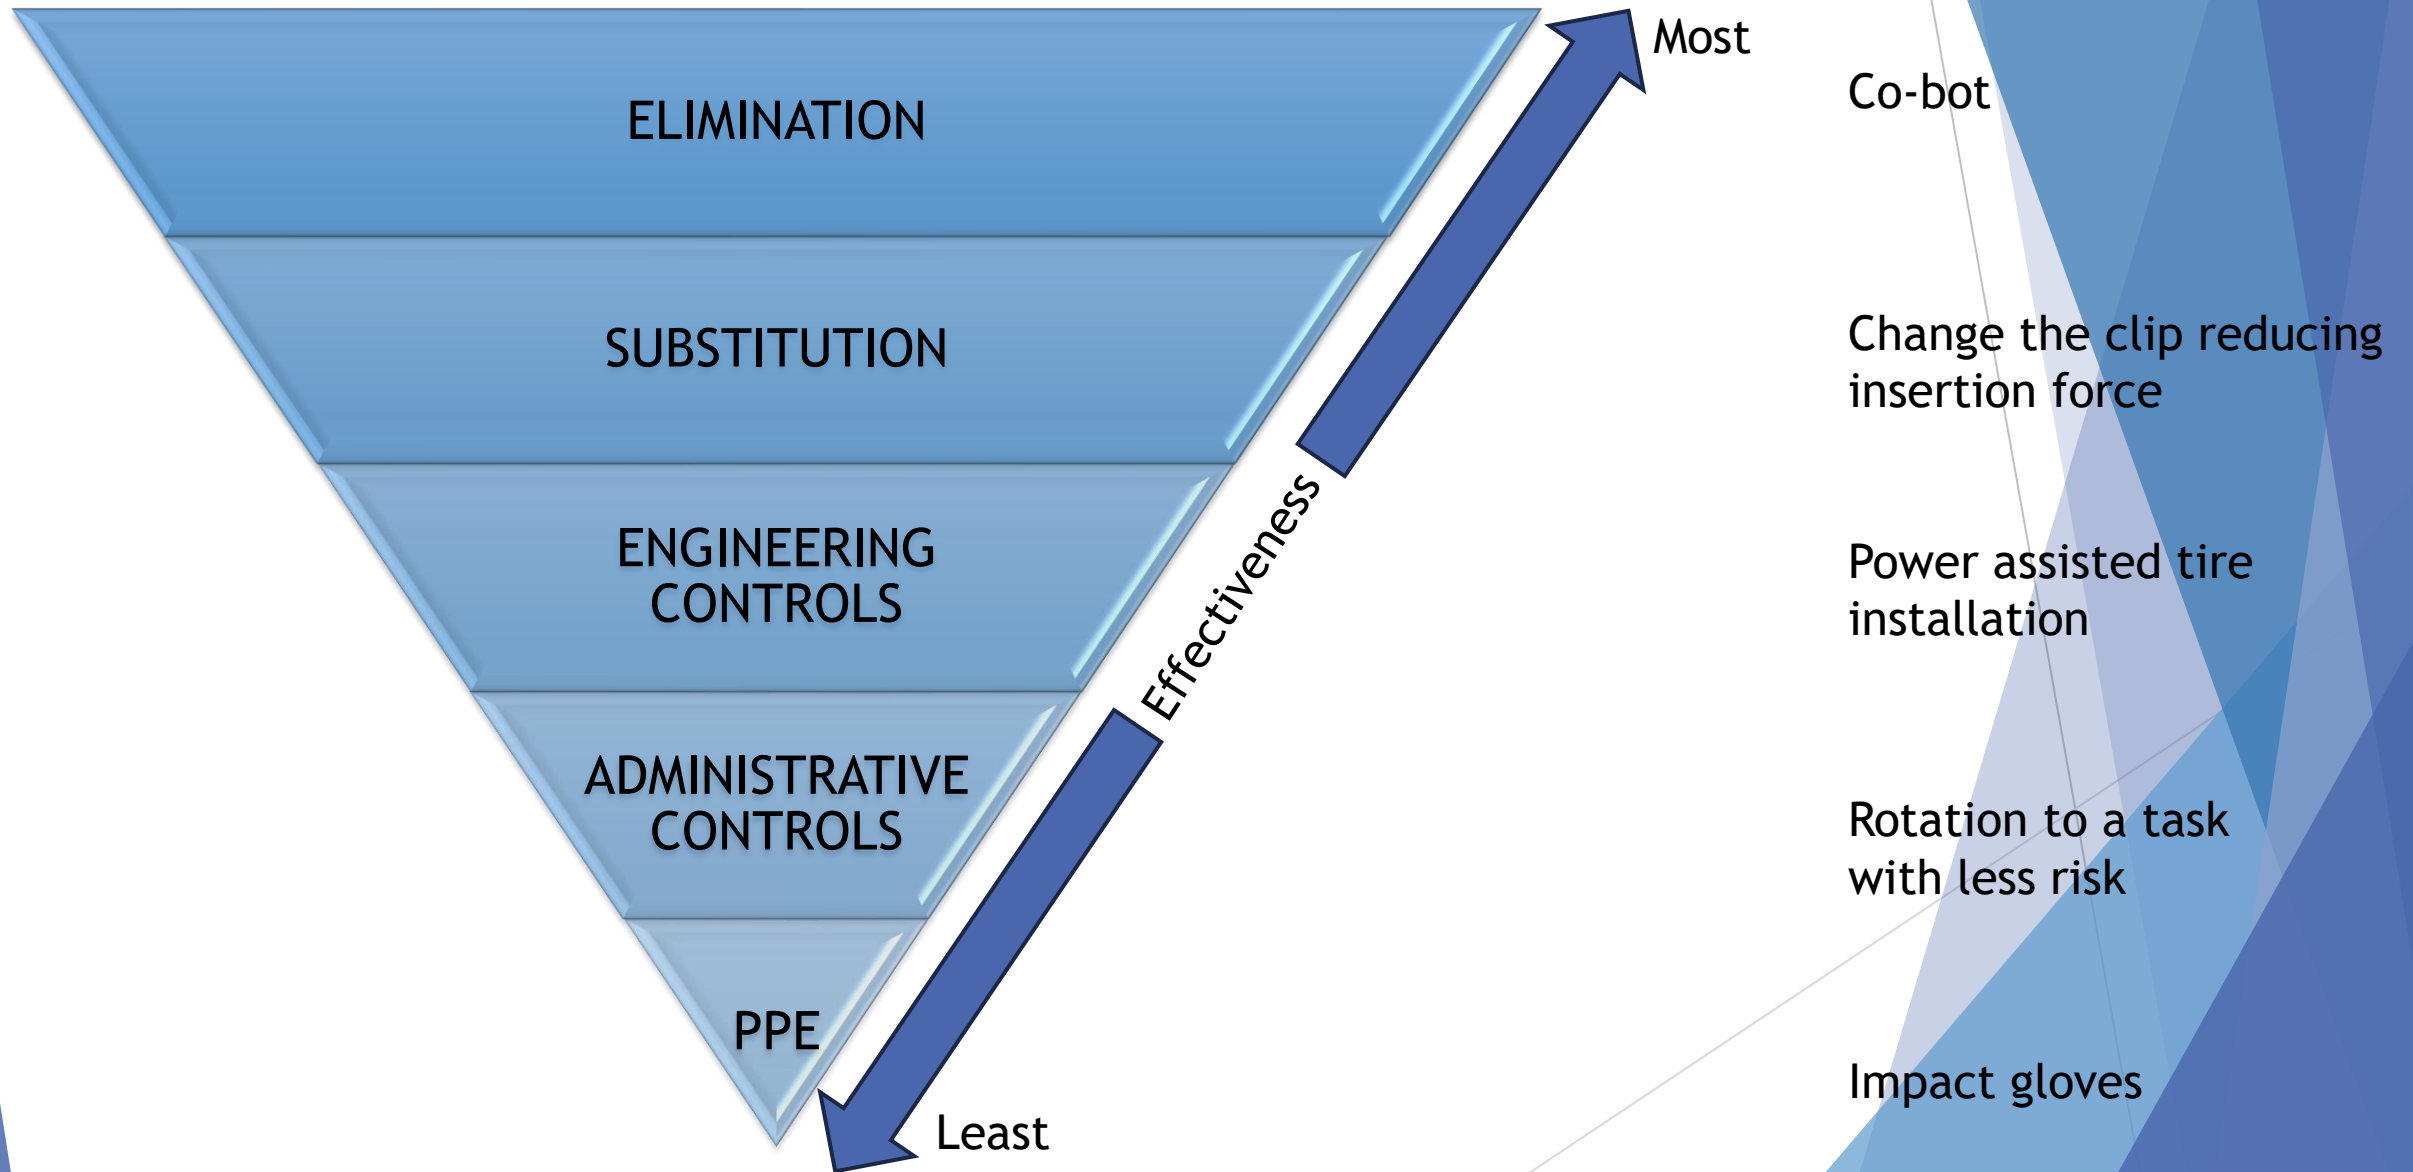 Most
Co-bot
ELIMINATION
Change the clip reducing
insertion force
SUBSTITUTION
Effectiveness
Power assisted tire
installation
ENGINEERING
CONTROLS
Rotation to a task
with less risk
ADMINISTRATIVE
CONTROLS
PPE
Impact gloves
Least